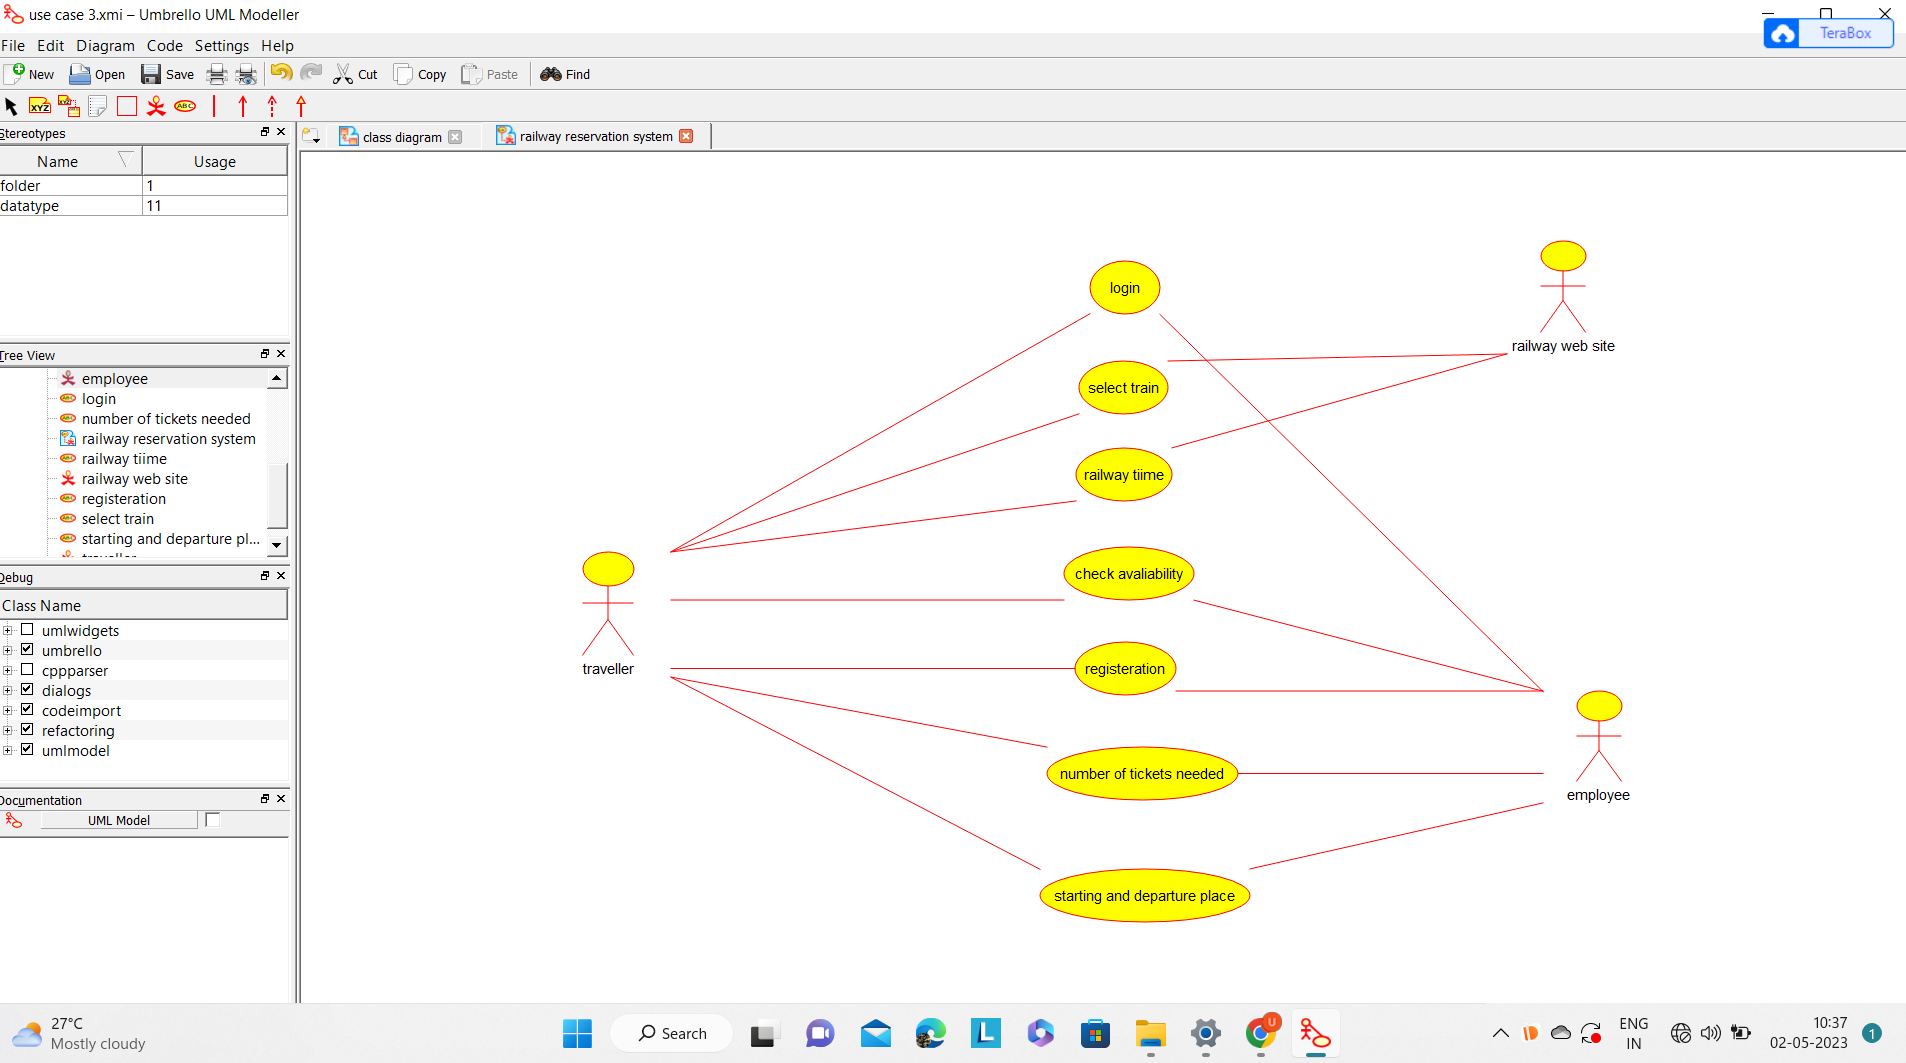 use case 3.xmi – Umbrello UML Modeller
TeraBox
File Edit Diagram Code Settings Help
New Open Save Cut Copy Paste Find
XYZ XYZ ABC
Stereotypes
class diagram railway reservation system
Name Usage
folder 1
datatype 11
Tree View
employee
login
number of tickets needed
railway reservation system
railway tiime
railway web site
registeration
select train
starting and departure pl...
traveller
Debug
Class Name
umlwidgets
umbrello
cppparser
dialogs
codeimport
refactoring
umlmodel
Documentation
UML Model
login
railway web site
select train
railway tiime
check avaliability
traveller
registeration
number of tickets needed
employee
starting and departure place
27°C
Mostly cloudy
Search
L
U
ENG
IN
10:37
02-05-2023
1